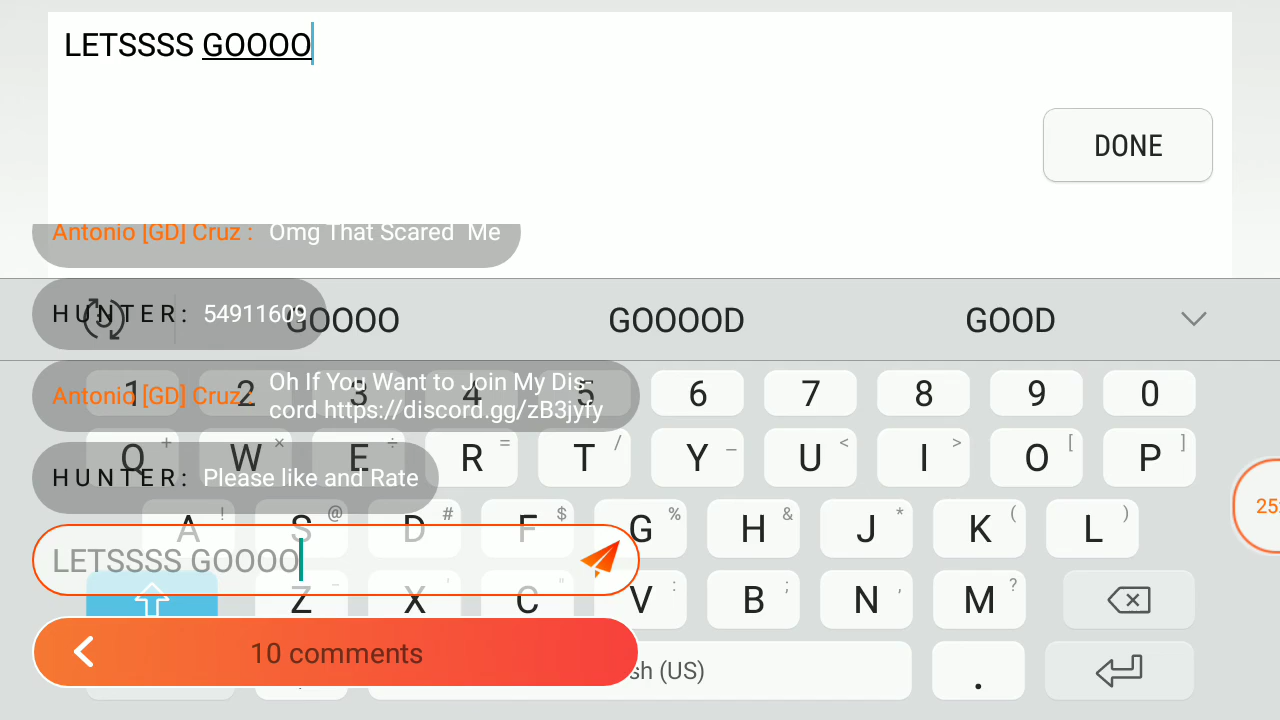 LETSSSS GOOOO
DONE
Antonio [GD] Cruz : Omg That Scared Me
H U N T E R : 54911609
GOOOO GOOOOD GOOD
Antonio [GD] Cruz : Oh If You Want to Join My Dis-
cord https://discord.gg/zB3jyfy
1 2 3 4 5 6 7 8 9 0
Q + W × E ÷ R = T / Y _ U < I > O [ P ]
H U N T E R : Please like and Rate
A ! S @ D # F $ G % H & J * K ( L )
LETSSSS GOOOO
Z - X ' C " V : B ; N , M ?
10 comments
sh (US)
.
25